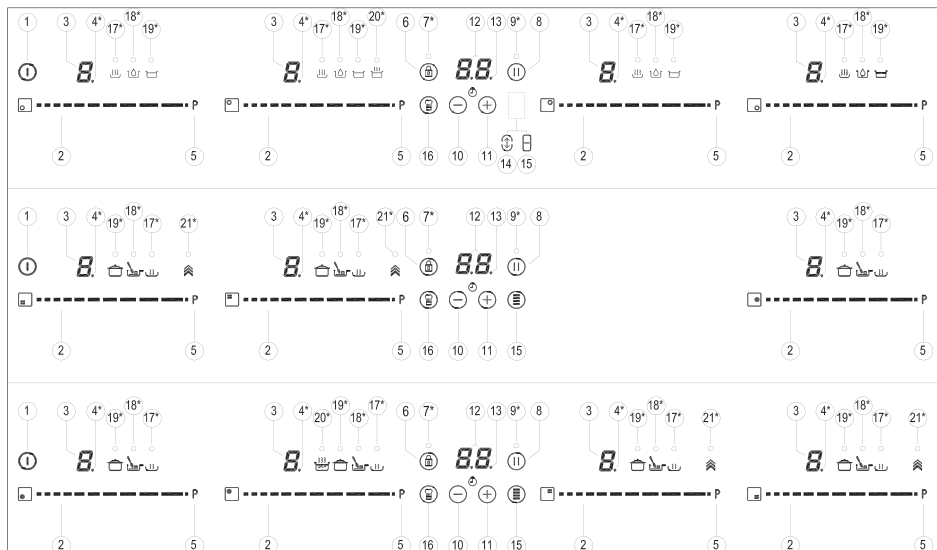 18* 18* 20* 18* 18*
1 3 4* 17* 19* 3 4* 17* 19* 6 7* 12 13 9* 8 3 4* 17* 19* 3 4* 17* 19*
8. 8. 8.8. 8. 8.
P P P P
2 5 2 5 16 10 11 14 15 2 5 2 5
18* 18* 18*
1 3 4* 19* 17* 21* 3 4* 19* 17* 21* 6 7* 12 13 9* 8 3 4* 19* 17*
8. 8. 8.8. 8.
P P P
2 5 2 5 16 10 11 15 2 5
18* 19* 17* 18* 18*
1 3 4* 19* 17* 3 4* 20* 18* 6 7* 12 13 9* 8 3 4* 19* 17* 21* 3 4* 19* 17* 21*
8. 8. 8.8. 8. 8.
P P P P
2 5 2 5 16 10 11 15 2 5 2 5